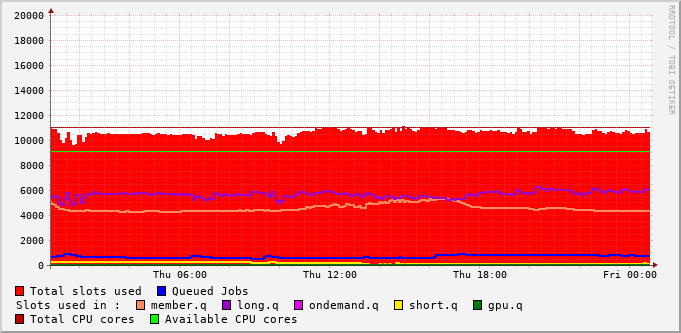 20000
18000
16000
14000
12000
10000
8000
6000
4000
2000
0
Thu 06:00 Thu 12:00 Thu 18:00 Fri 00:00
RRDTOOL / TOBI OETIKER
Total slots used Queued Jobs
Slots used in : member.q long.q ondemand.q short.q gpu.q
Total CPU cores Available CPU cores